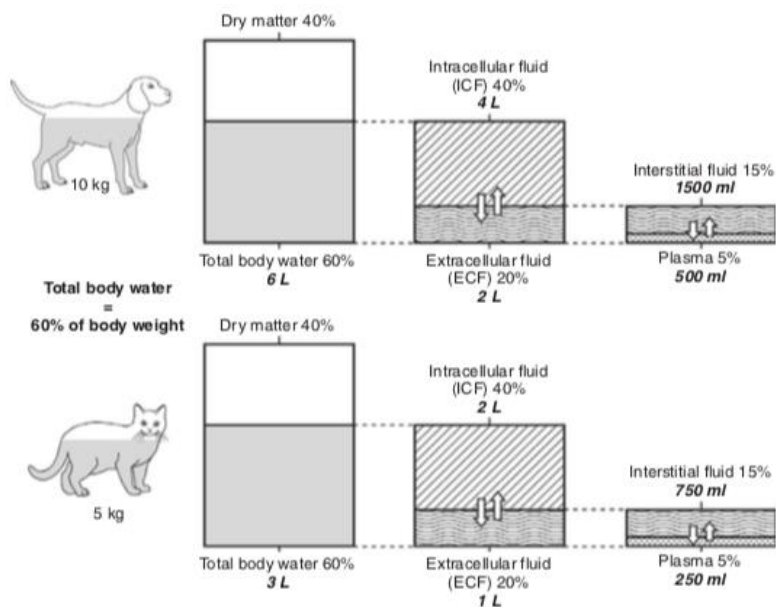 Dry matter 40%
Intracellular fluid
(ICF) 40%
4 L
Interstitial fluid 15%
1500 ml
10 kg
Total body water 60%
6 L
Extracellular fluid
(ECF) 20%
2 L
Plasma 5%
500 ml
Total body water
=
60% of body weight
Dry matter 40%
Intracellular fluid
(ICF) 40%
2 L
Interstitial fluid 15%
750 ml
5 kg
Total body water 60%
3 L
Extracellular fluid
(ECF) 20%
1 L
Plasma 5%
250 ml